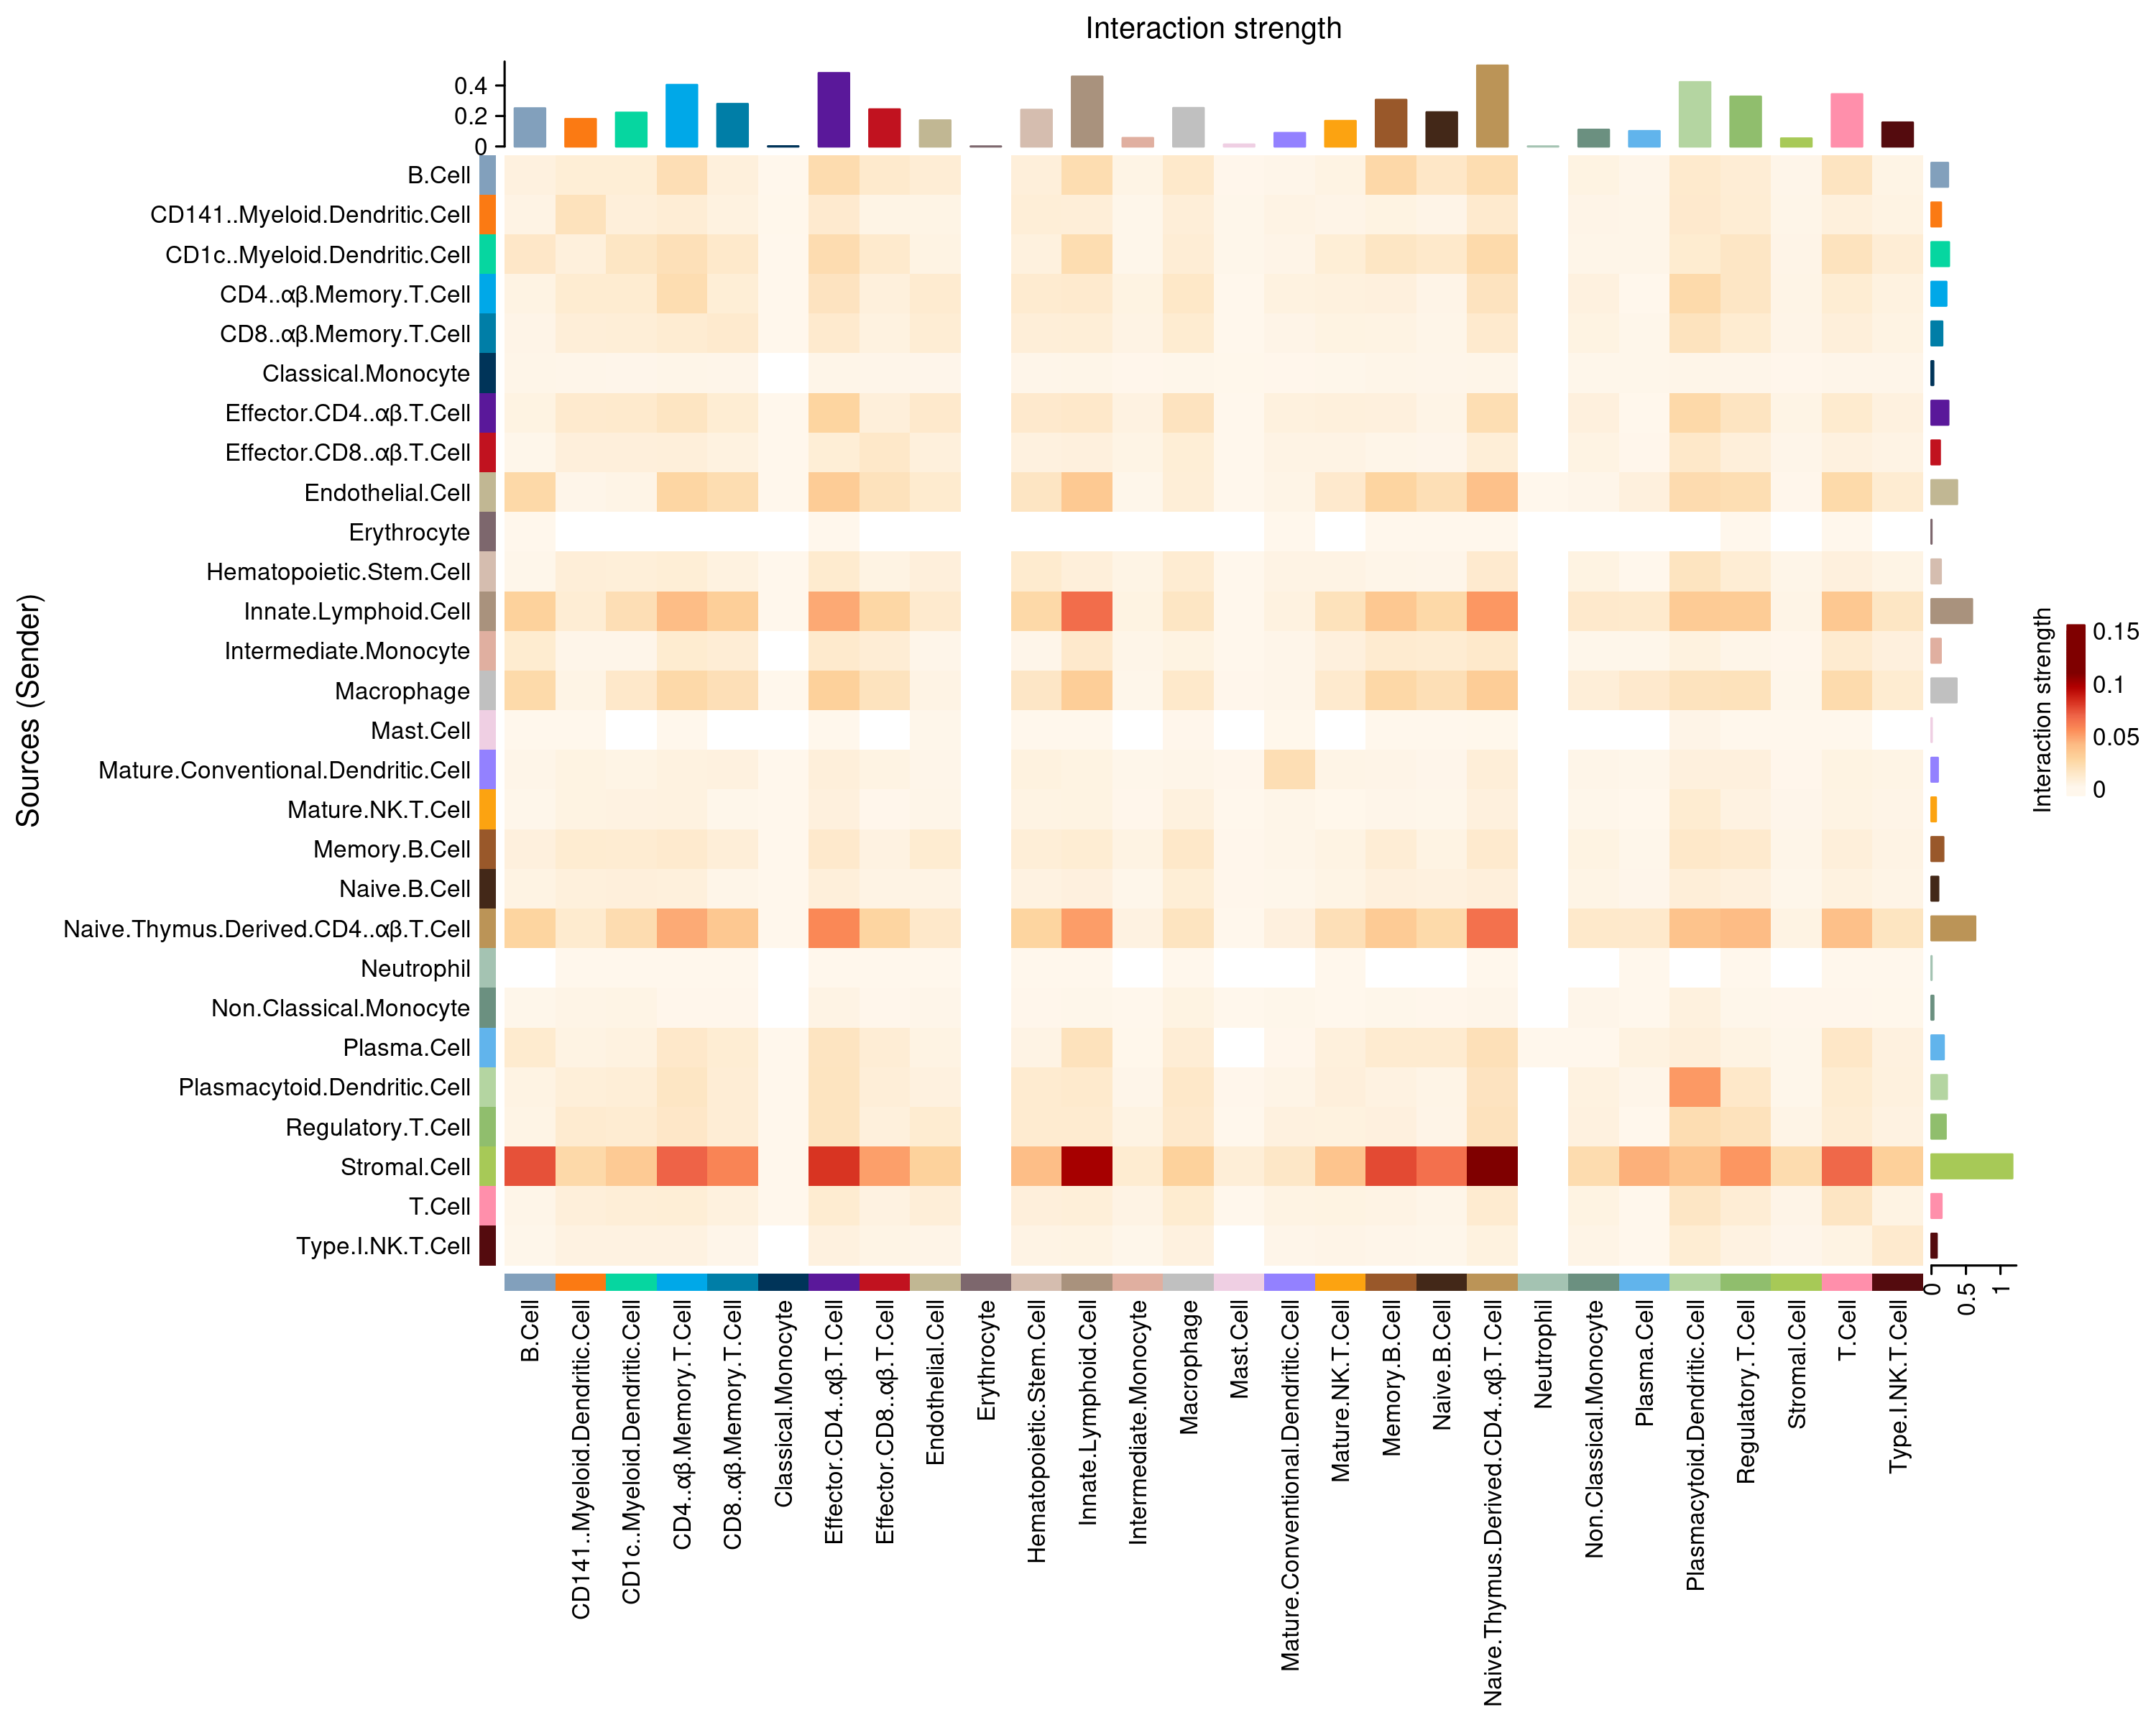 Interaction strength
0.4
0.2
0
B.Cell
CD141..Myeloid.Dendritic.Cell
CD1c..Myeloid.Dendritic.Cell
CD4..αβ.Memory.T.Cell
CD8..αβ.Memory.T.Cell
Classical.Monocyte
Effector.CD4..αβ.T.Cell
Effector.CD8..αβ.T.Cell
Endothelial.Cell
Erythrocyte
Hematopoietic.Stem.Cell
Innate.Lymphoid.Cell
Intermediate.Monocyte
Macrophage
Mast.Cell
Mature.Conventional.Dendritic.Cell
Mature.NK.T.Cell
Memory.B.Cell
Naive.B.Cell
Naive.Thymus.Derived.CD4..αβ.T.Cell
Neutrophil
Non.Classical.Monocyte
Plasma.Cell
Plasmacytoid.Dendritic.Cell
Regulatory.T.Cell
Stromal.Cell
T.Cell
Type.I.NK.T.Cell
Sources (Sender)
Interaction strength
0.15
0.1
0.05
0
0
0.5
1
B.Cell
CD141..Myeloid.Dendritic.Cell
CD1c..Myeloid.Dendritic.Cell
CD4..αβ.Memory.T.Cell
CD8..αβ.Memory.T.Cell
Classical.Monocyte
Effector.CD4..αβ.T.Cell
Effector.CD8..αβ.T.Cell
Endothelial.Cell
Erythrocyte
Hematopoietic.Stem.Cell
Innate.Lymphoid.Cell
Intermediate.Monocyte
Macrophage
Mast.Cell
Mature.Conventional.Dendritic.Cell
Mature.NK.T.Cell
Memory.B.Cell
Naive.B.Cell
Naive.Thymus.Derived.CD4..αβ.T.Cell
Neutrophil
Non.Classical.Monocyte
Plasma.Cell
Plasmacytoid.Dendritic.Cell
Regulatory.T.Cell
Stromal.Cell
T.Cell
Type.I.NK.T.Cell